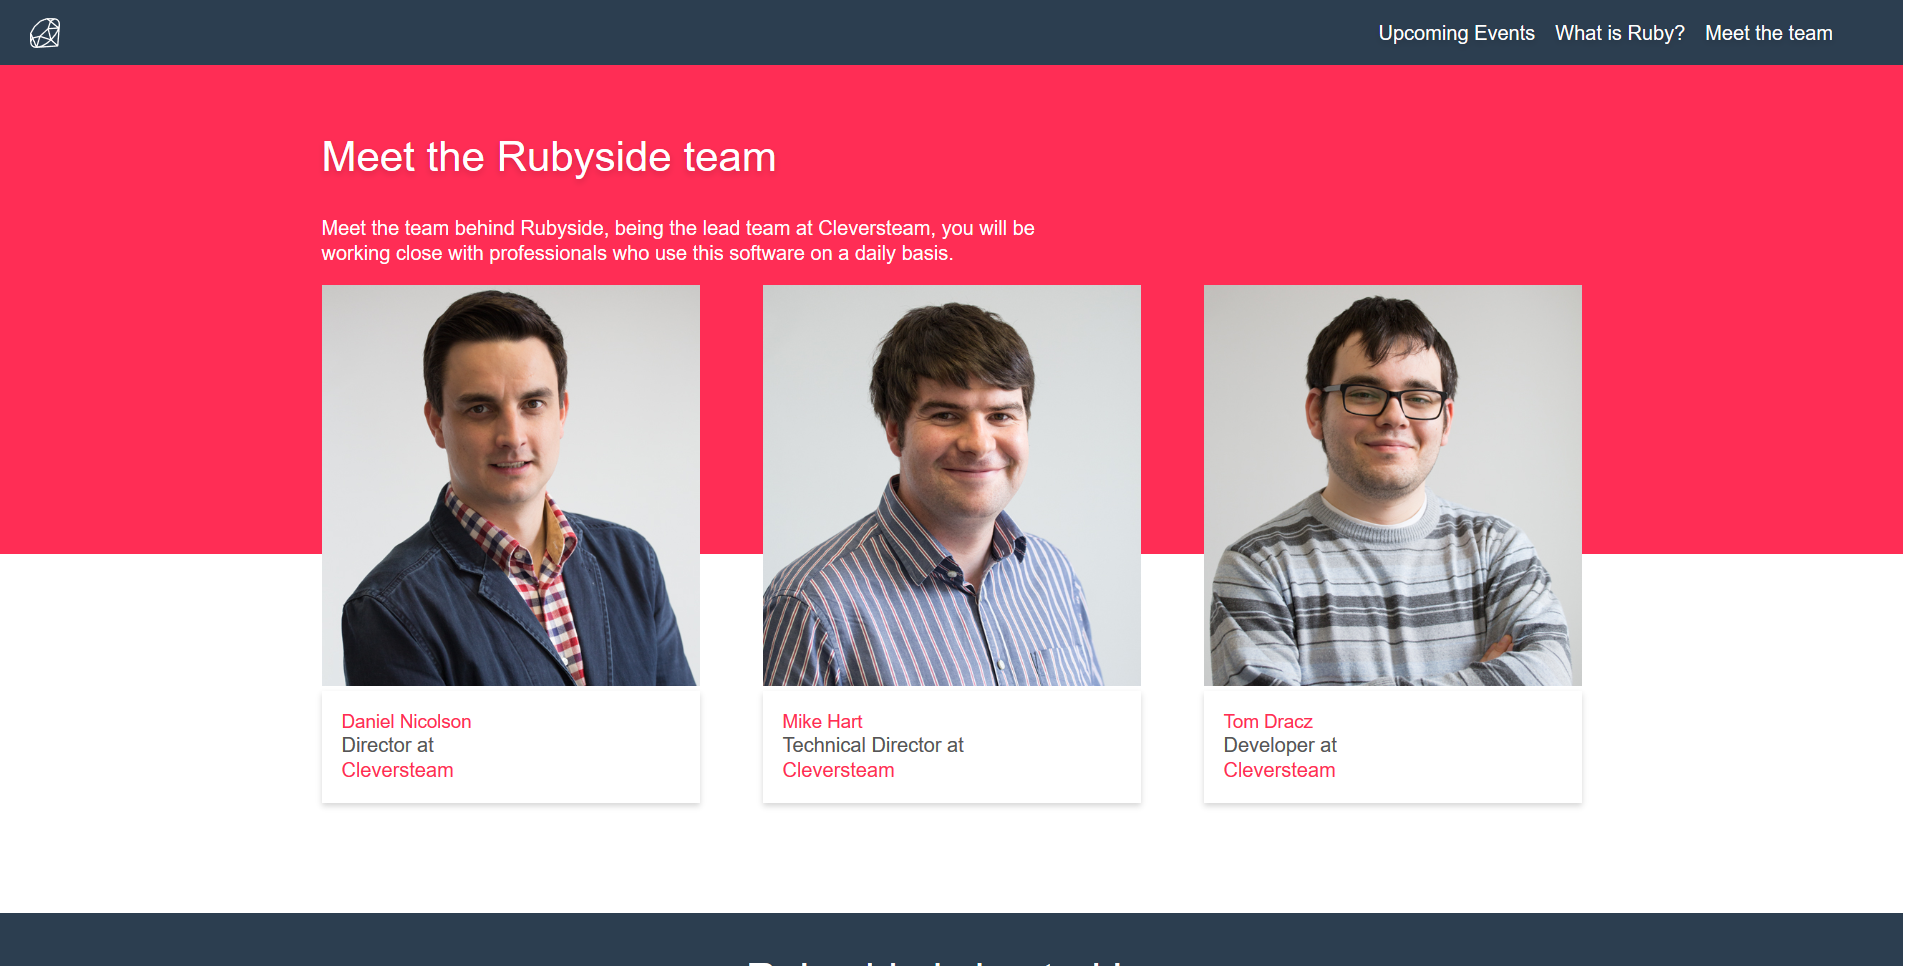 Upcoming Events What is Ruby? Meet the team
Meet the Rubyside team
Meet the team behind Rubyside, being the lead team at Cleversteam, you will be
working close with professionals who use this software on a daily basis.
Daniel Nicolson
Director at
Cleversteam
Mike Hart
Technical Director at
Cleversteam
Tom Dracz
Developer at
Cleversteam